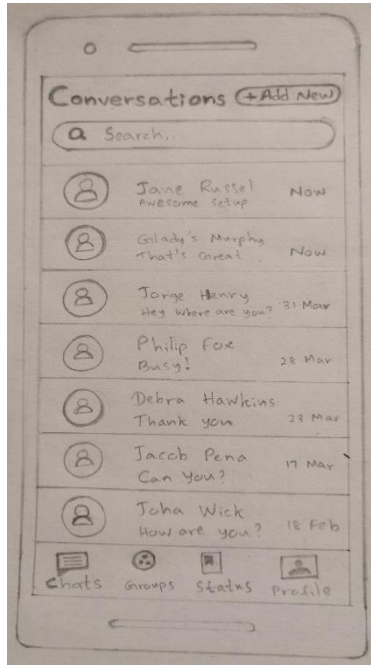 Conversations +Add New
Search..
Jane Russel Now
Awesome setup
Glady's Murphy
That's Great. Now
Jorge Henry
Hey Where are you? 31 Mar
Philip Fox
Busy! 28 Mar
Debra Hawkins
Thank you 23 Mar
Jacob Pena
Can You? 17 Mar
Joha Wick
How are you? 18 Feb
Chats Groups Status Profile